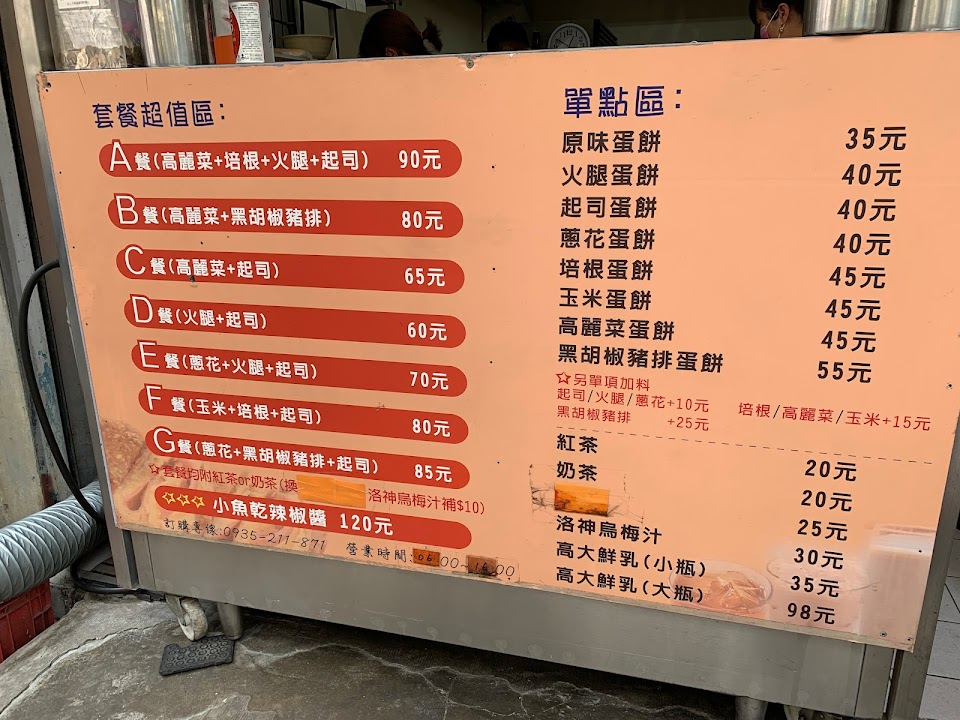 套餐超值區:
A餐(高麗菜+培根+火腿+起司) 90元
B餐(高麗菜+黑胡椒豬排) 80元
C餐(高麗菜+起司) 65元
D餐(火腿+起司) 60元
E餐(蔥花+火腿+起司) 70元
F餐(玉米+培根+起司) 80元
G餐(蔥花+黑胡椒豬排+起司) 85元
☆套餐均附紅茶or奶茶(換 洛神烏梅汁補$10)
☆☆☆小魚乾辣椒醬 120元
訂購專線:0935-211-871
營業時間:06:00~
單點區:
原味蛋餅 35元
火腿蛋餅 40元
起司蛋餅 40元
蔥花蛋餅 40元
培根蛋餅 45元
玉米蛋餅 45元
高麗菜蛋餅 45元
黑胡椒豬排蛋餅 55元
☆另單項加料
起司/火腿/蔥花+10元 培根/高麗菜/玉米+15元
黑胡椒豬排 +25元
紅茶 20元
奶茶 20元
25元
洛神烏梅汁 30元
高大鮮乳(小瓶) 35元
高大鮮乳(大瓶) 98元